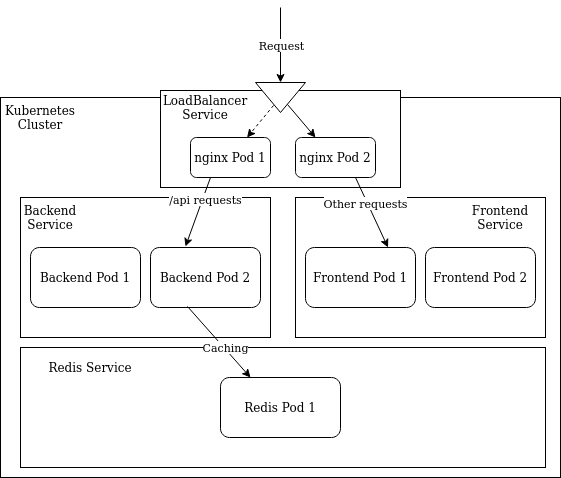 Request
LoadBalancer
Service
Kubernetes
Cluster
nginx Pod 1
nginx Pod 2
/api requests
Other requests
Backend
Service
Frontend
Service
Backend Pod 1
Backend Pod 2
Frontend Pod 1
Frontend Pod 2
Caching
Redis Service
Redis Pod 1